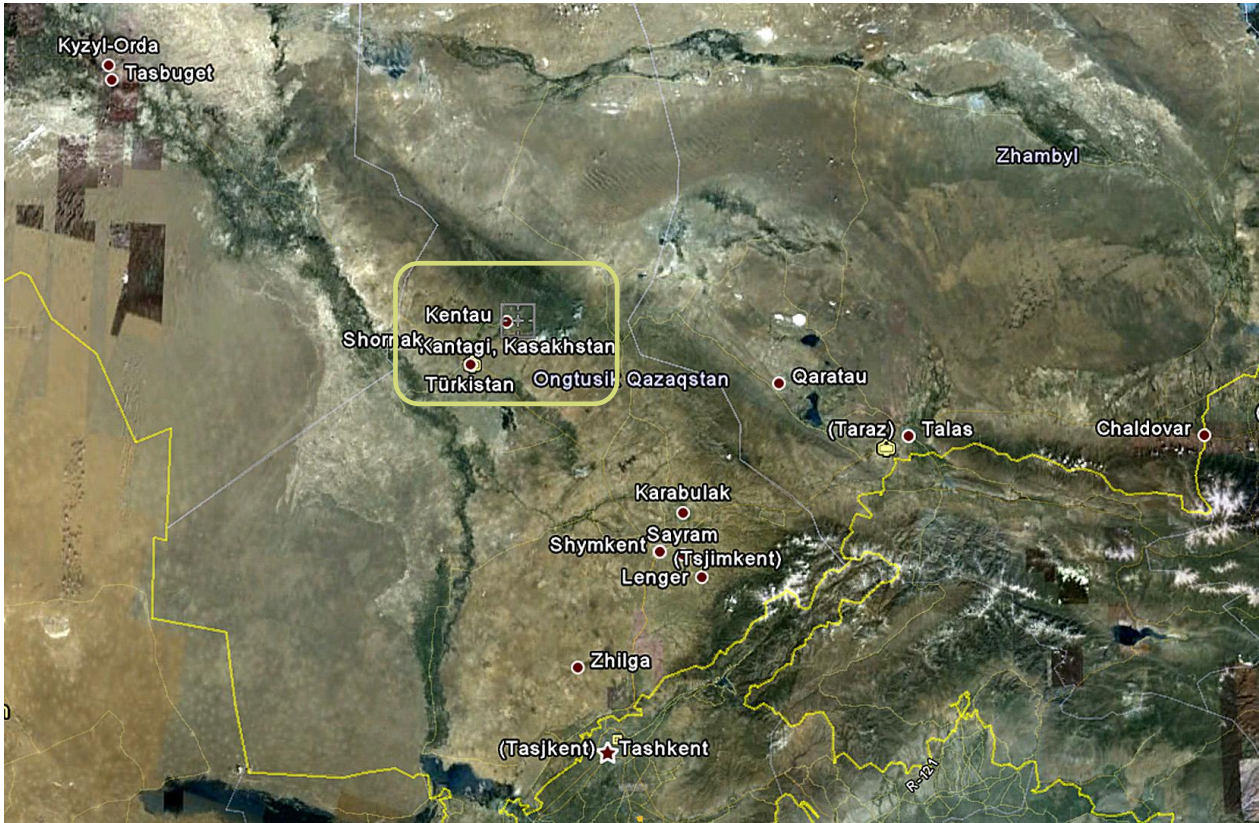 Kyzyl-Orda
Tasbuget
Zhambyl
Kentau
Shornak
Kantagi, Kasakhstan
Türkistan
Ongtusik Qazaqstan
Qaratau
(Taraz)
Talas
Chaldovar
Karabulak
Sayram
Shymkent
(Tsjimkent)
Lenger
Zhilga
(Tasjkent)
Tashkent
R-121